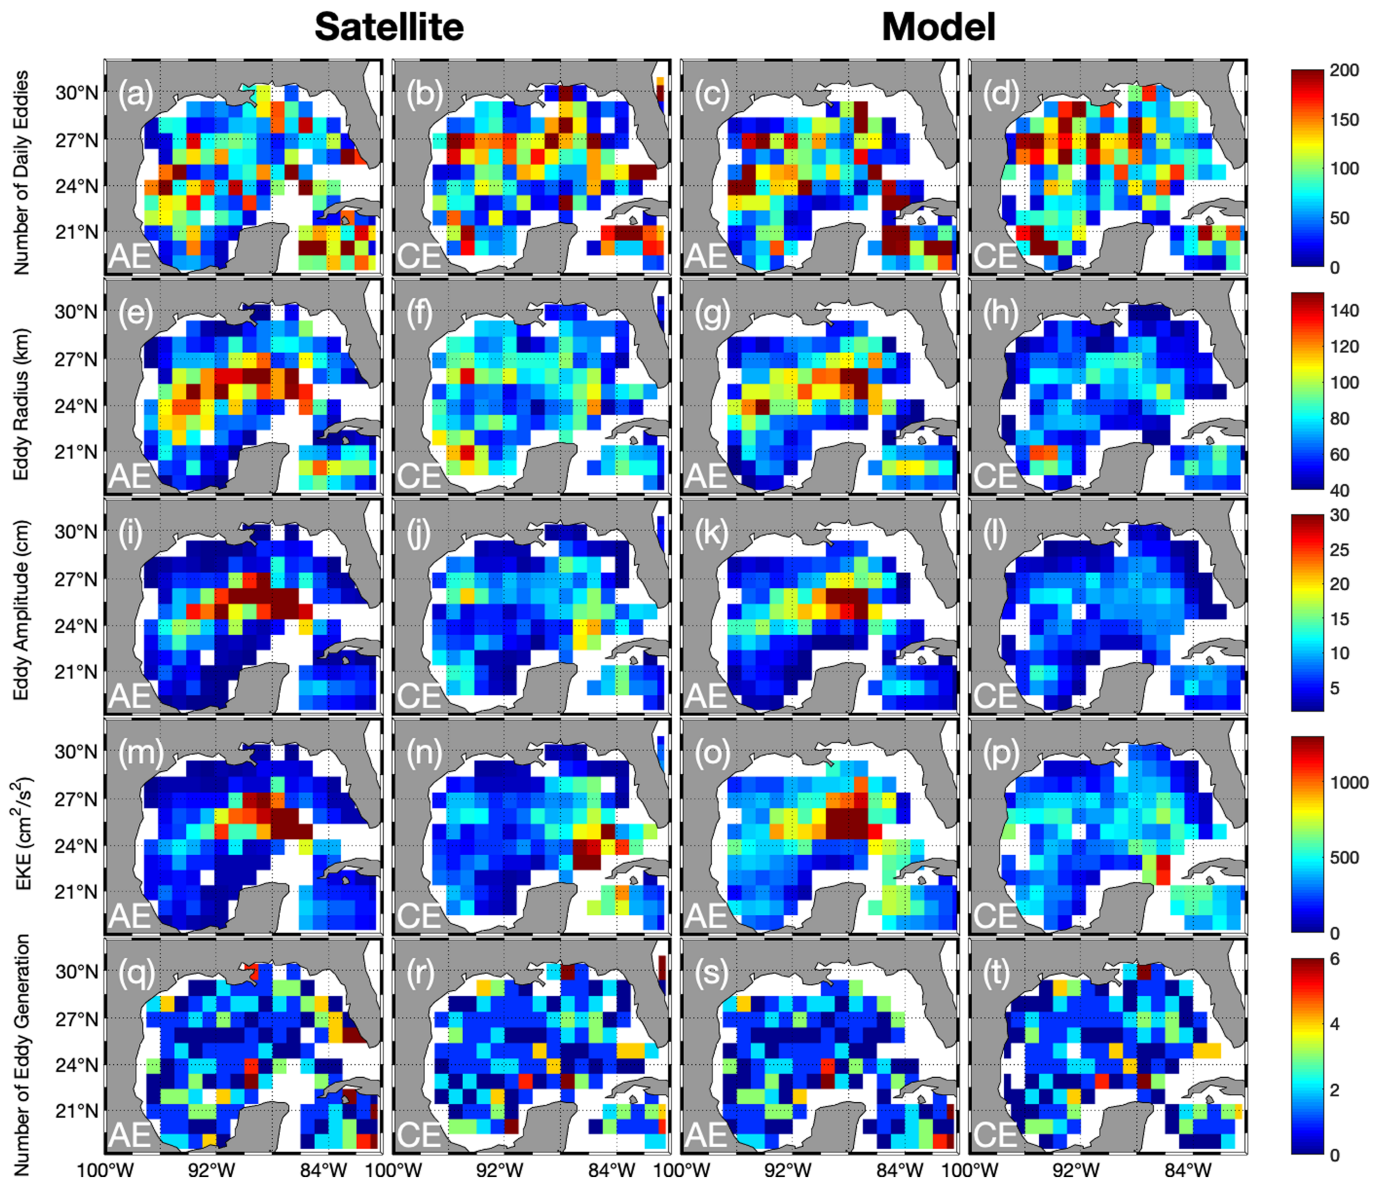 Satellite Model
Number of Daily Eddies
30°N
27°N
24°N
21°N
(a) AE
(b) CE
(c) AE
(d) CE
200
150
100
50
0
Eddy Radius (km)
30°N
27°N
24°N
21°N
(e) AE
(f) CE
(g) AE
(h) CE
140
120
100
80
60
40
Eddy Amplitude (cm)
30°N
27°N
24°N
21°N
(i) AE
(j) CE
(k) AE
(l) CE
30
25
20
15
10
5
EKE (cm²/s²)
30°N
27°N
24°N
21°N
(m) AE
(n) CE
(o) AE
(p) CE
1000
500
0
Number of Eddy Generation
30°N
27°N
24°N
21°N
(q) AE
(r) CE
(s) AE
(t) CE
6
4
2
0
100°W 92°W 84°W 100°W 92°W 84°W 100°W 92°W 84°W 100°W 92°W 84°W